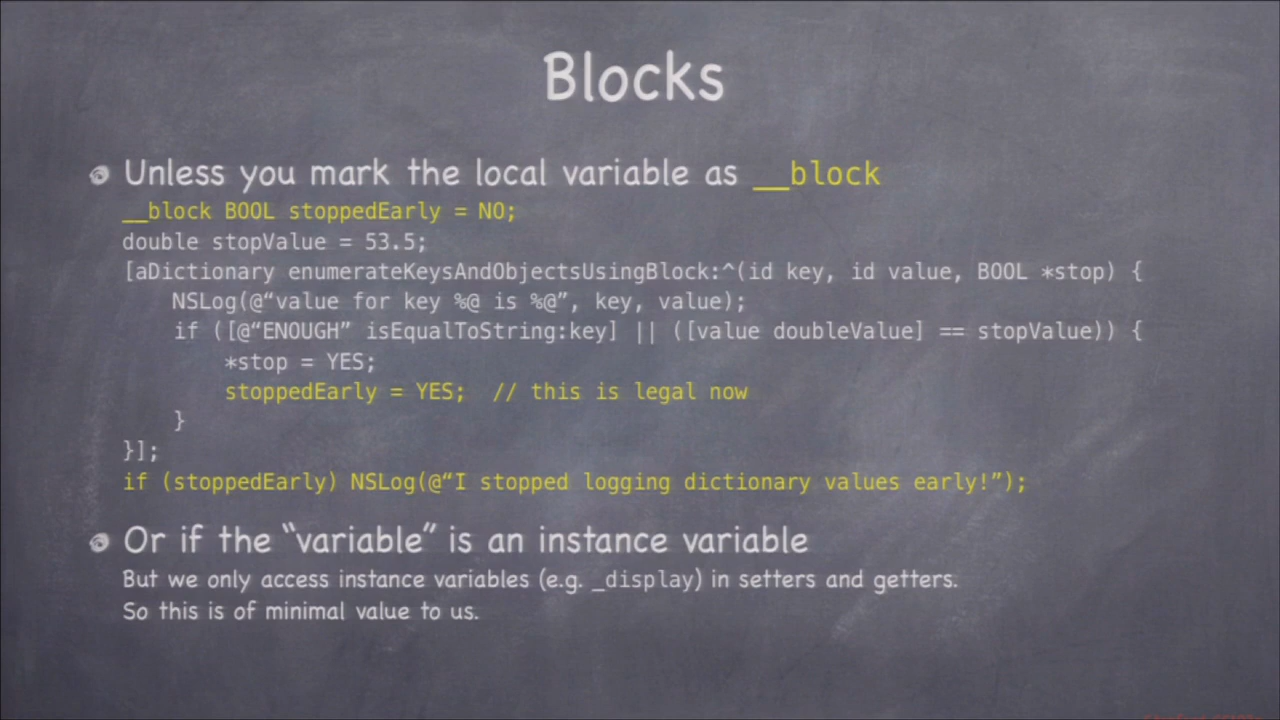 Blocks
Unless you mark the local variable as __block
__block BOOL stoppedEarly = NO;
double stopValue = 53.5;
[aDictionary enumerateKeysAndObjectsUsingBlock:^(id key, id value, BOOL *stop) {
NSLog(@“value for key %@ is %@”, key, value);
if ([@“ENOUGH” isEqualToString:key] || ([value doubleValue] == stopValue)) {
*stop = YES;
stoppedEarly = YES;  // this is legal now
}
}];
if (stoppedEarly) NSLog(@“I stopped logging dictionary values early!”);
Or if the “variable” is an instance variable
But we only access instance variables (e.g. _display) in setters and getters.
So this is of minimal value to us.